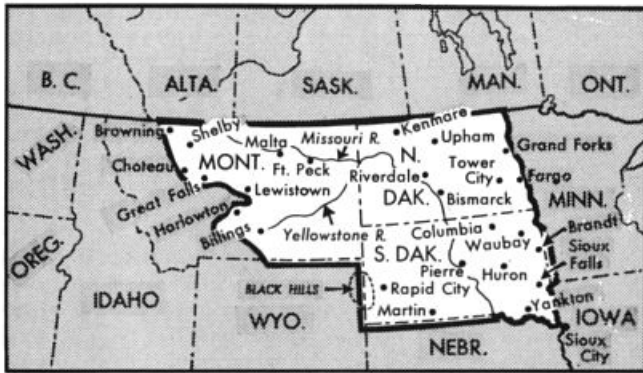 B. C.
ALTA.
SASK.
MAN.
ONT.
WASH.
Browning
Shelby
Malta
Missouri R.
Kenmare
Upham
Grand Forks
Choteau
MONT.
Ft. Peck
N.
DAK.
Riverdale
Tower
City
Fargo
MINN.
Great Falls
Lewistown
Bismarck
Harlowton
Billings
Yellowstone R.
Columbia
Waubay
Brandt
OREG.
S. DAK.
Pierre
Huron
Sioux
Falls
IDAHO
BLACK HILLS
Rapid City
WYO.
Martin
Yankton
IOWA
NEBR.
Sioux
City